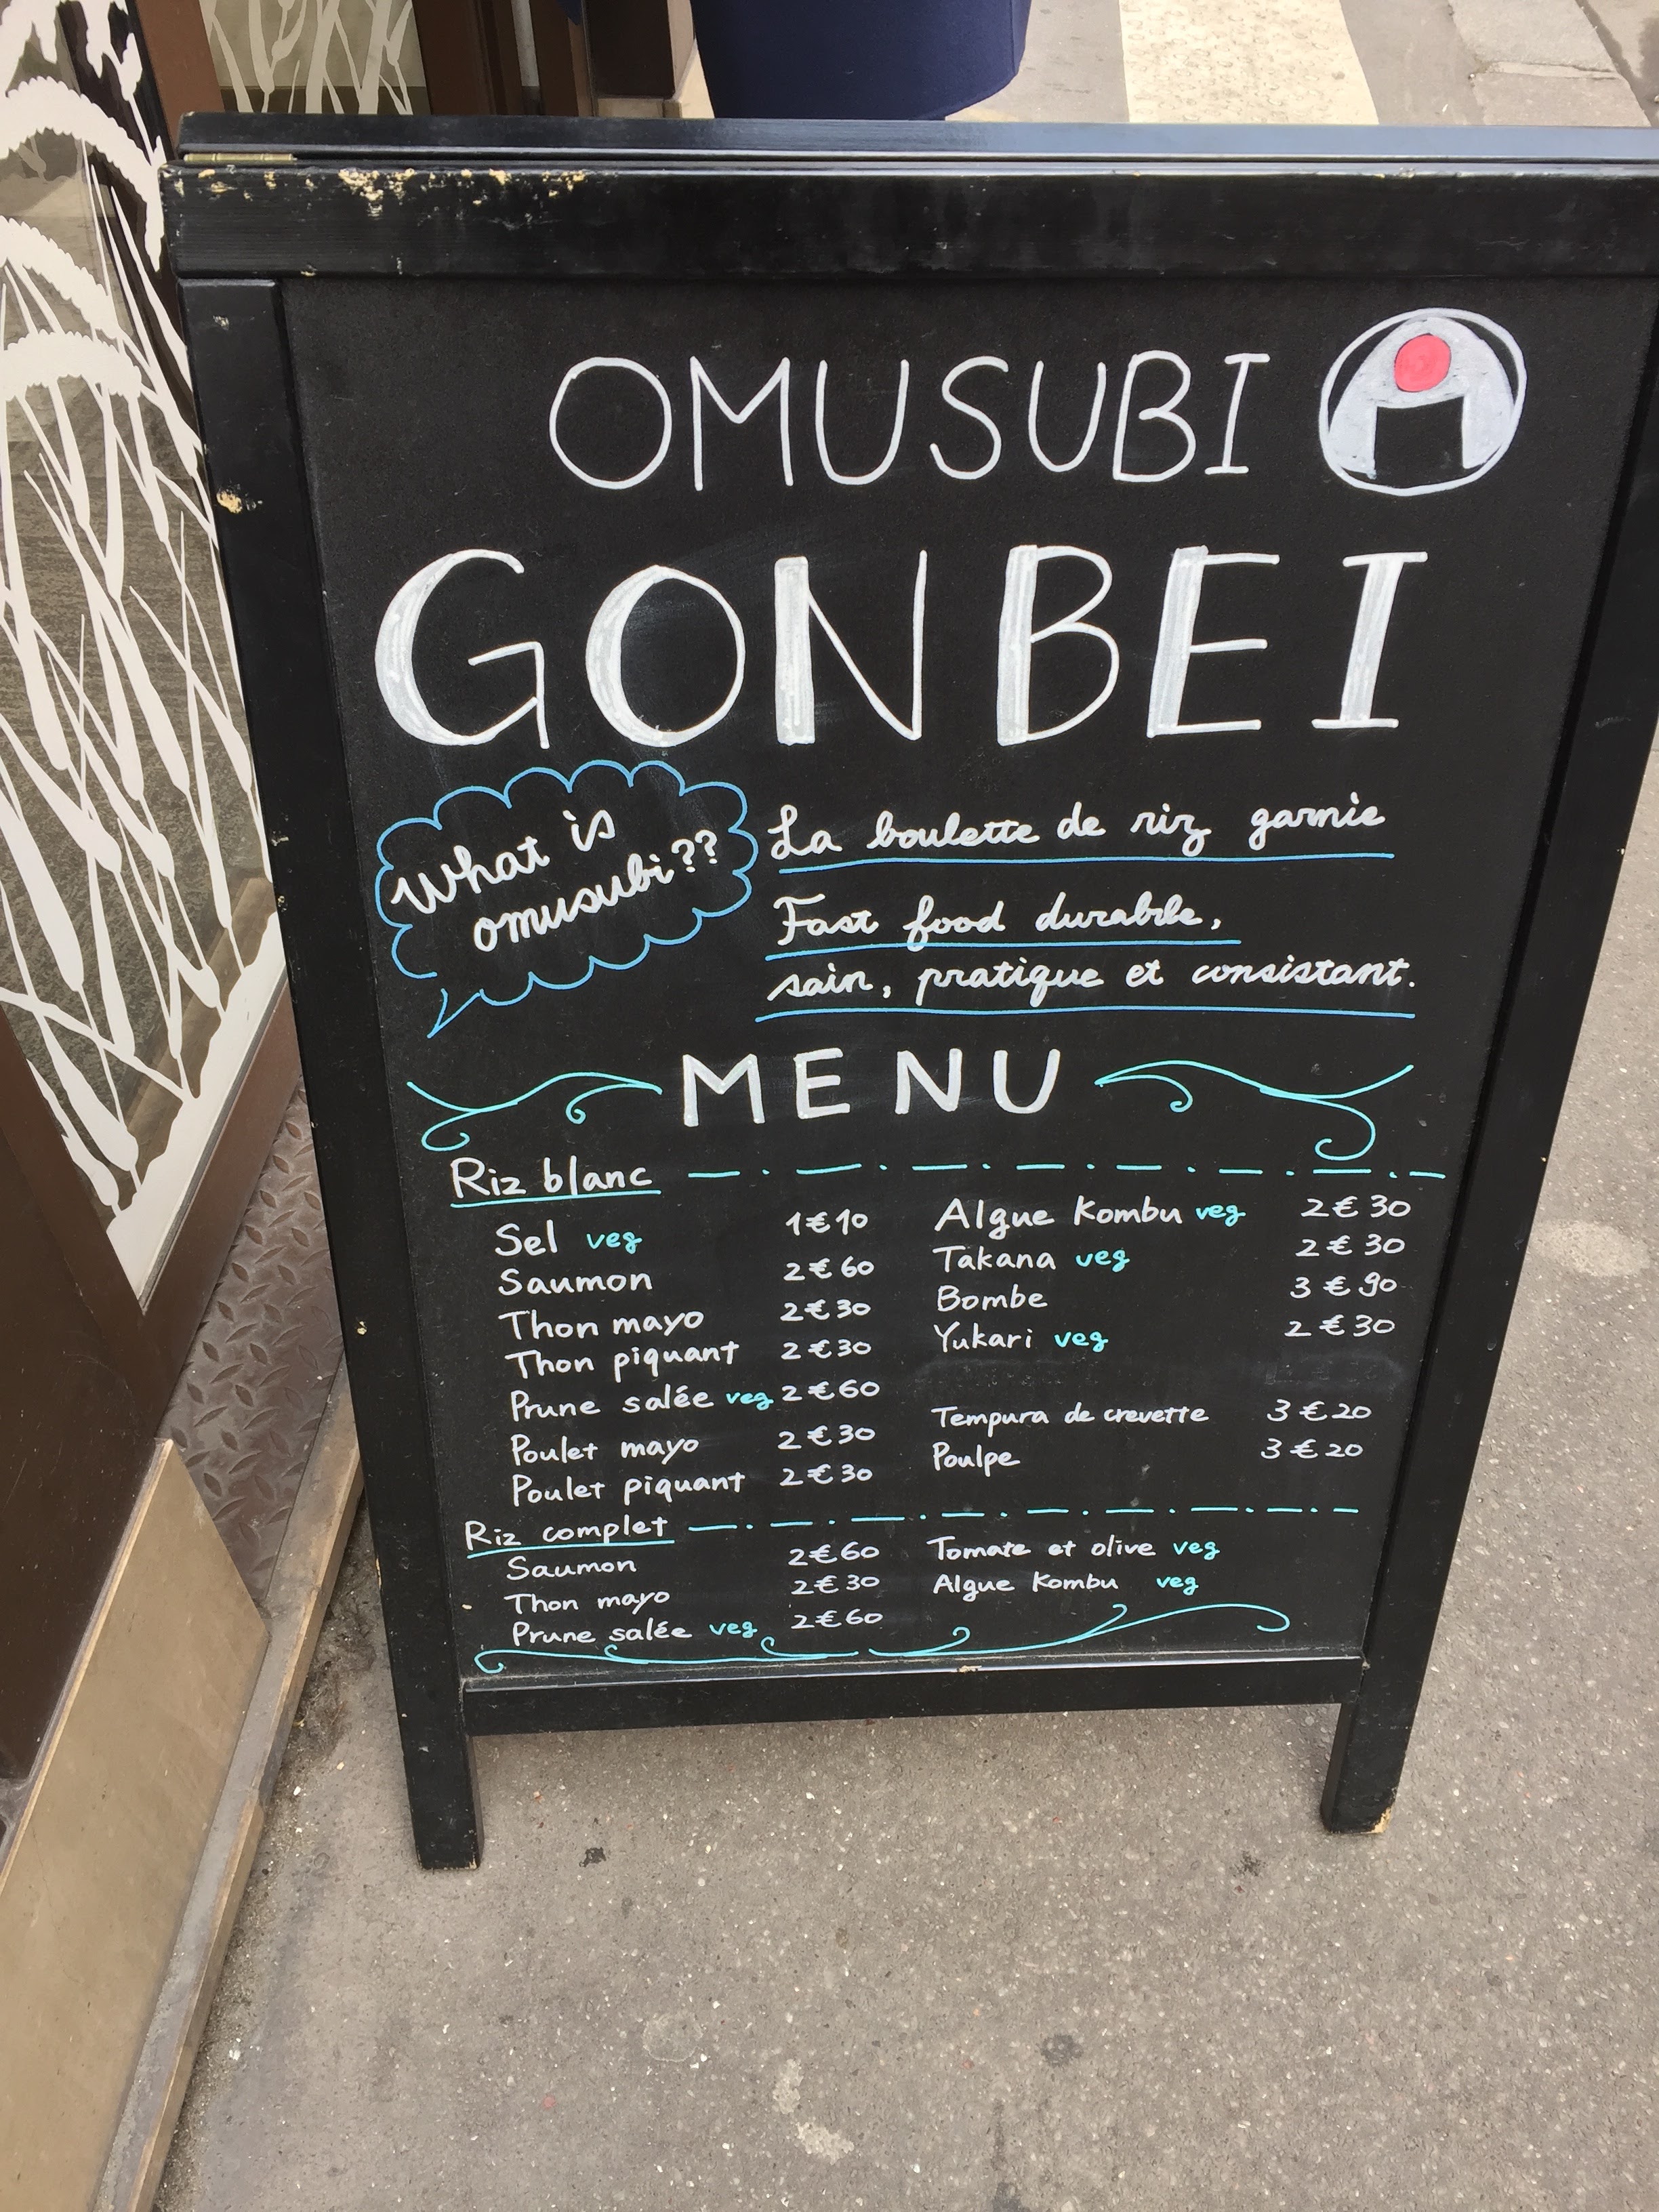 OMUSUBI
GONBEI
What is
omusubi??
La boulette de riz garnie
Fast food durable,
sain, pratique et consistant.
MENU
Riz blanc
Sel veg 1€10
Saumon 2€60
Thon mayo 2€30
Thon piquant 2€30
Prune salée veg 2€60
Poulet mayo 2€30
Poulet piquant 2€30
Algue Kombu veg 2€30
Takana veg 2€30
Bombe 3€90
Yukari veg 2€30
Tempura de crevette 3€20
Poulpe 3€20
Riz complet
Saumon 2€60
Thon mayo 2€30
Prune salée veg 2€60
Tomate et olive veg
Algue Kombu veg